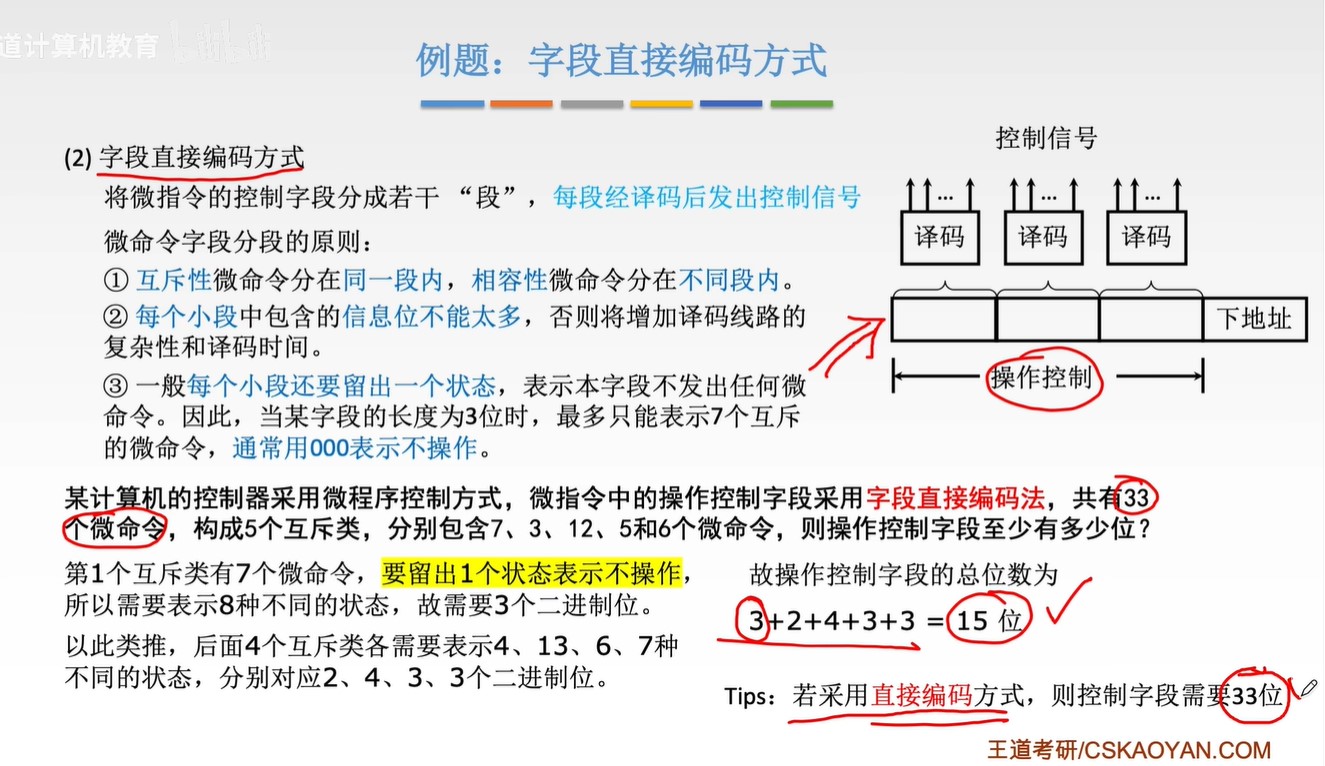 道计算机教育 bilibili
例题：字段直接编码方式
(2) 字段直接编码方式
将微指令的控制字段分成若干 “段”，每段经译码后发出控制信号
微命令字段分段的原则：
① 互斥性微命令分在同一段内，相容性微命令分在不同段内。
② 每个小段中包含的信息位不能太多，否则将增加译码线路的
复杂性和译码时间。
③ 一般每个小段还要留出一个状态，表示本字段不发出任何微
命令。因此，当某字段的长度为3位时，最多只能表示7个互斥
的微命令，通常用000表示不操作。
控制信号
... ... ...
译码 译码 译码
下地址
操作控制
某计算机的控制器采用微程序控制方式，微指令中的操作控制字段采用字段直接编码法，共有33
个微命令，构成5个互斥类，分别包含7、3、12、5和6个微命令，则操作控制字段至少有多少位？
第1个互斥类有7个微命令，要留出1个状态表示不操作，
所以需要表示8种不同的状态，故需要3个二进制位。
以此类推，后面4个互斥类各需要表示4、13、6、7种
不同的状态，分别对应2、4、3、3个二进制位。
故操作控制字段的总位数为
3+2+4+3+3 = 15 位
Tips：若采用直接编码方式，则控制字段需要33位
王道考研/CSKAOYAN.COM